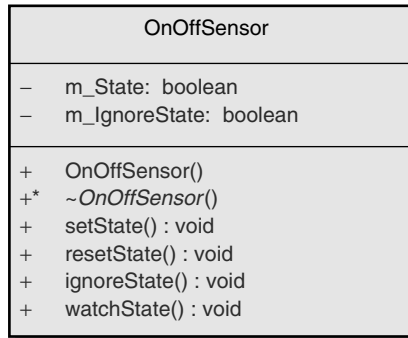 OnOffSensor
− m_State: boolean
− m_IgnoreState: boolean
+ OnOffSensor()
+* ~OnOffSensor()
+ setState() : void
+ resetState() : void
+ ignoreState() : void
+ watchState() : void